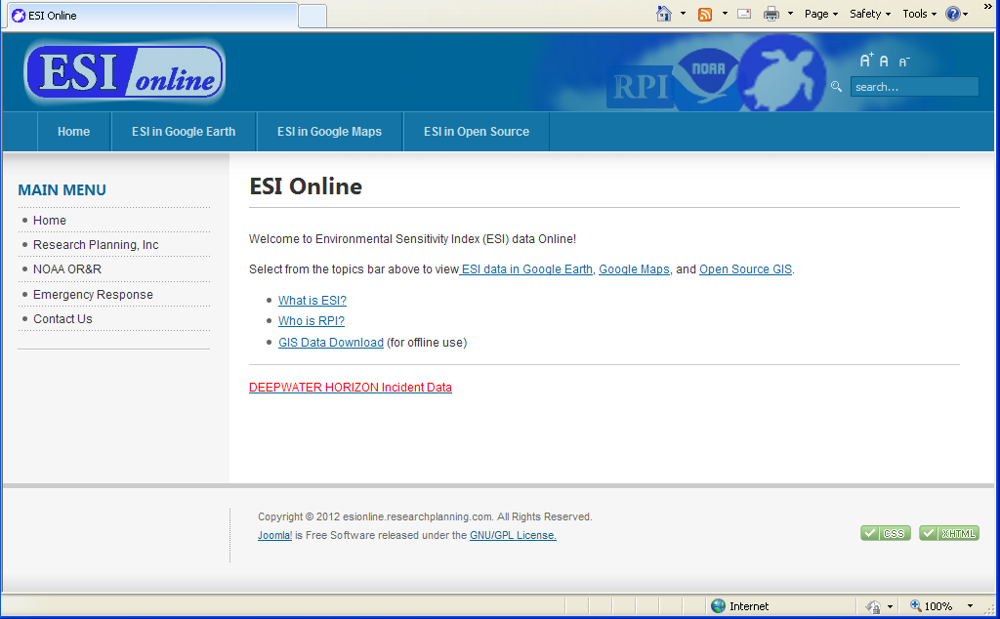 ESI Online
Page
Safety
Tools
»
ESI online
RPI
NOAA
A+ A A-
search...
Home
ESI in Google Earth
ESI in Google Maps
ESI in Open Source
MAIN MENU
Home
Research Planning, Inc
NOAA OR&R
Emergency Response
Contact Us
ESI Online
Welcome to Environmental Sensitivity Index (ESI) data Online!
Select from the topics bar above to view ESI data in Google Earth, Google Maps, and Open Source GIS.
What is ESI?
Who is RPI?
GIS Data Download (for offline use)
DEEPWATER HORIZON Incident Data
Copyright © 2012 esionline.researchplanning.com. All Rights Reserved.
Joomla! is Free Software released under the GNU/GPL License.
CSS
XHTML
Internet
100%